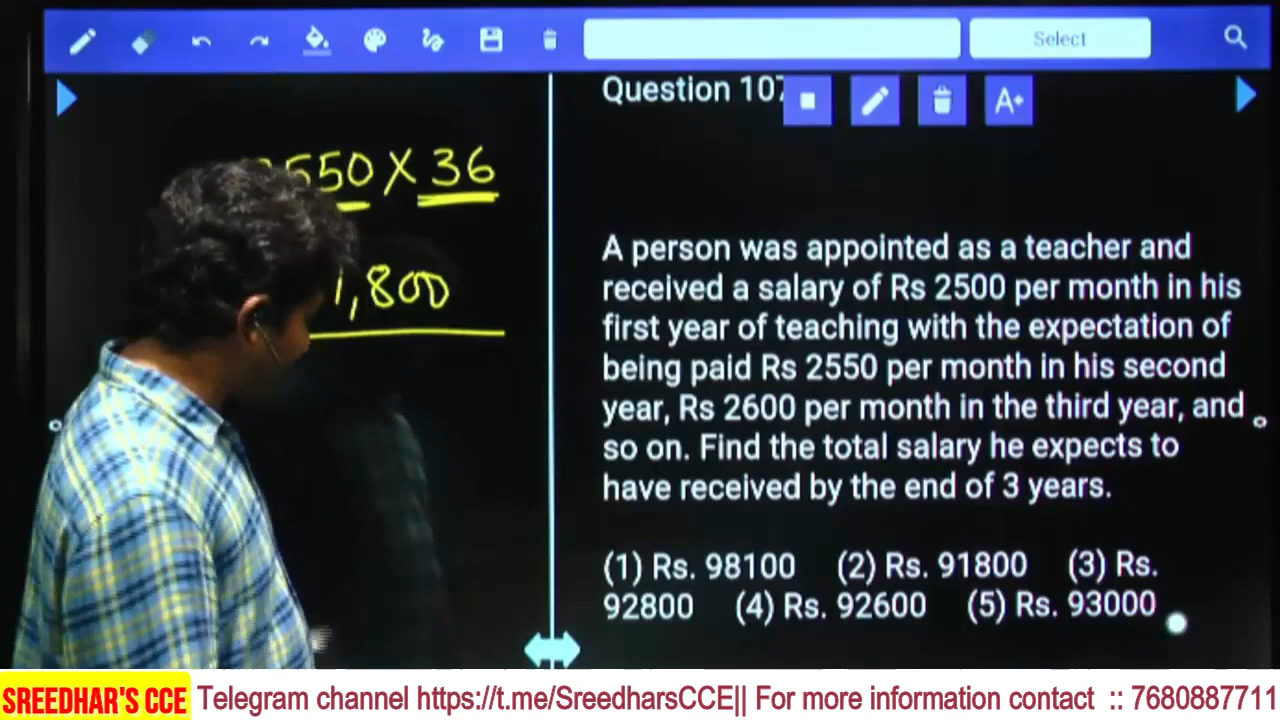 Select
Question 107
550 X 36
1,800
A person was appointed as a teacher and
received a salary of Rs 2500 per month in his
first year of teaching with the expectation of
being paid Rs 2550 per month in his second
year, Rs 2600 per month in the third year, and
so on. Find the total salary he expects to
have received by the end of 3 years.
(1) Rs. 98100 (2) Rs. 91800 (3) Rs.
92800 (4) Rs. 92600 (5) Rs. 93000
SREEDHAR'S CCE Telegram channel https://t.me/SreedharsCCE|| For more information contact :: 7680887711